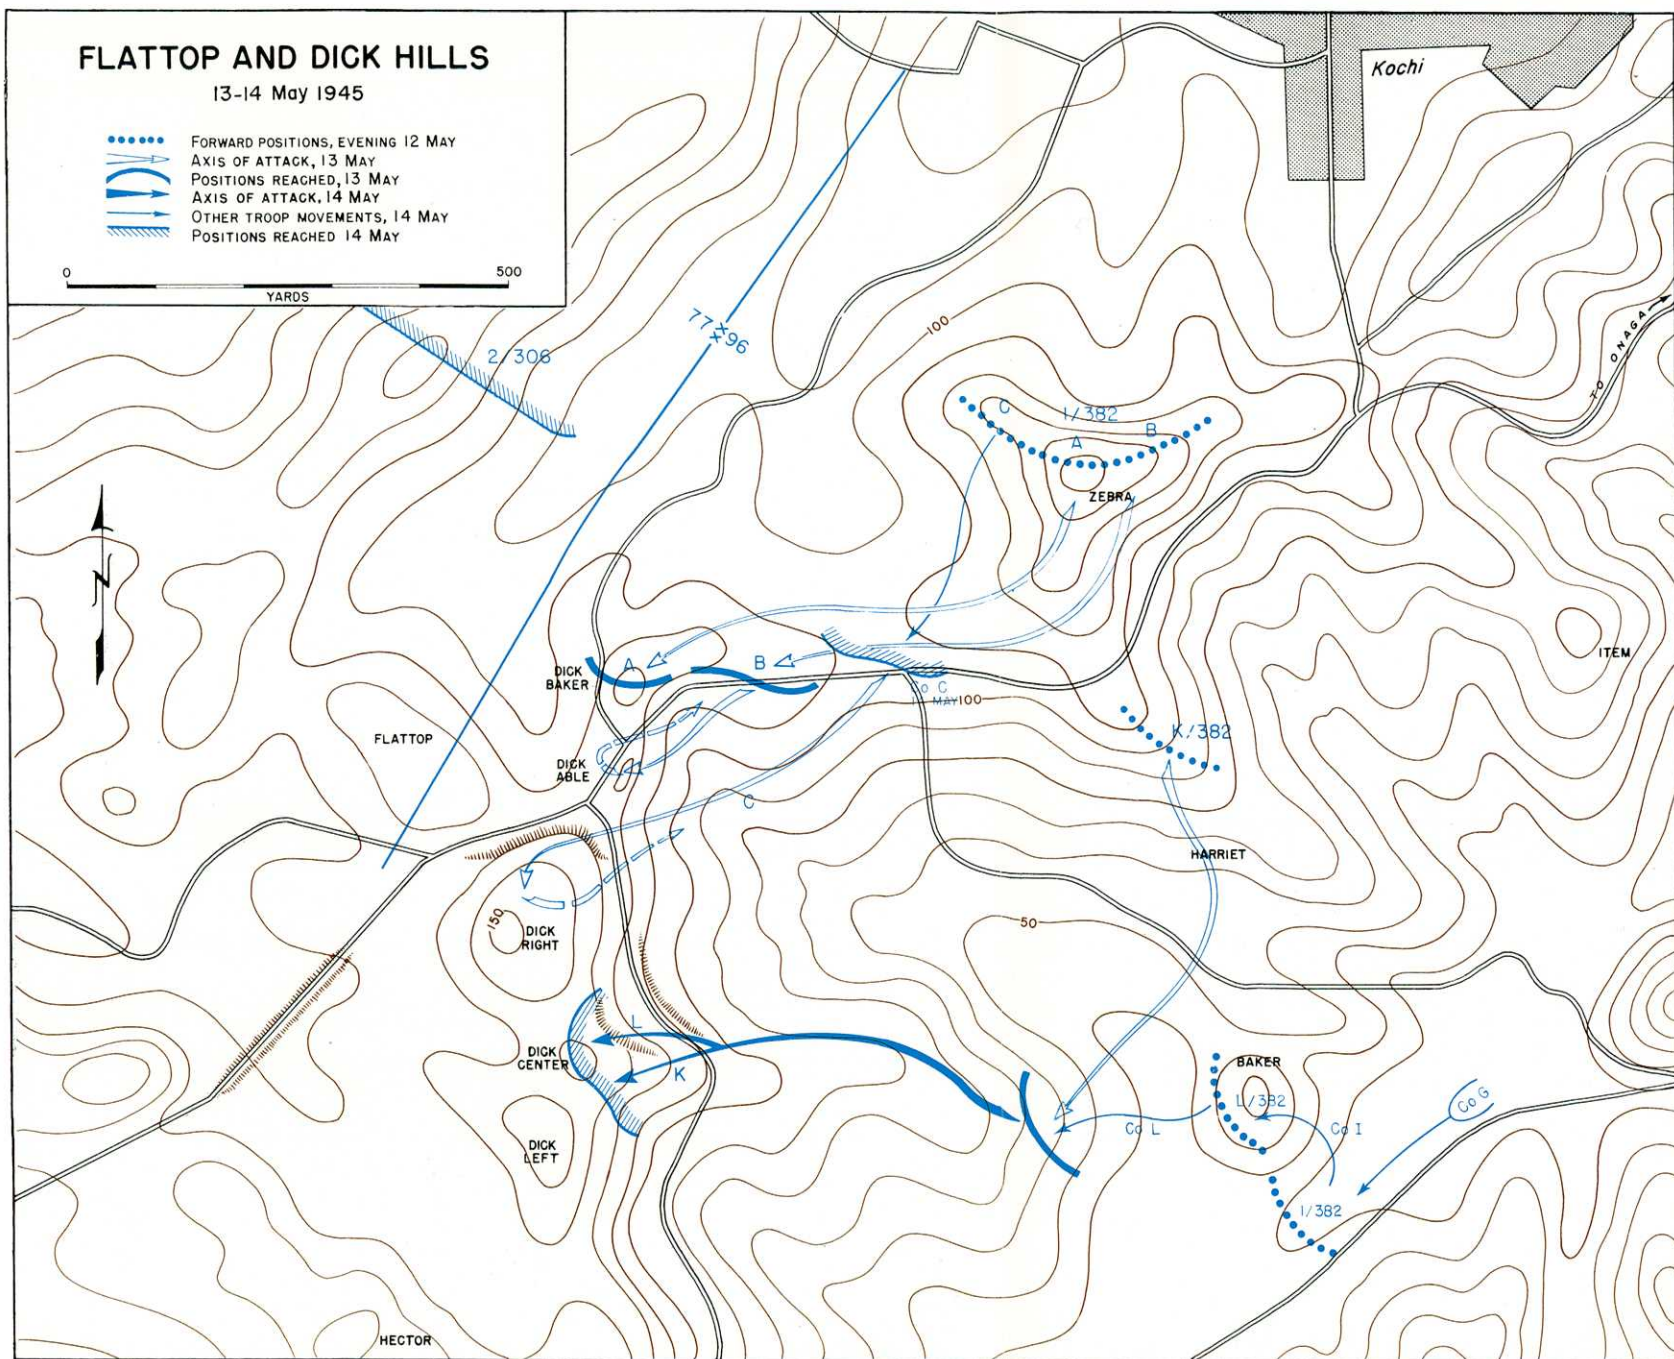 FLATTOP AND DICK HILLS
13-14 May 1945
FORWARD POSITIONS, EVENING 12 MAY
AXIS OF ATTACK, 13 MAY
POSITIONS REACHED, 13 MAY
AXIS OF ATTACK, 14 MAY
OTHER TROOP MOVEMENTS, 14 MAY
POSITIONS REACHED 14 MAY
0 500
YARDS
Kochi
77 96
2/306
100
TO ONAGA
C
1/382
A
B
ZEBRA
N
ITEM
DICK
BAKER
A
B
Co C
MAY
100
K/382
FLATTOP
DICK
ABLE
C
HARRIET
150
DICK
RIGHT
50
L
K
DICK
CENTER
BAKER
L/382
Co G
Co L
Co I
DICK
LEFT
I/382
HECTOR